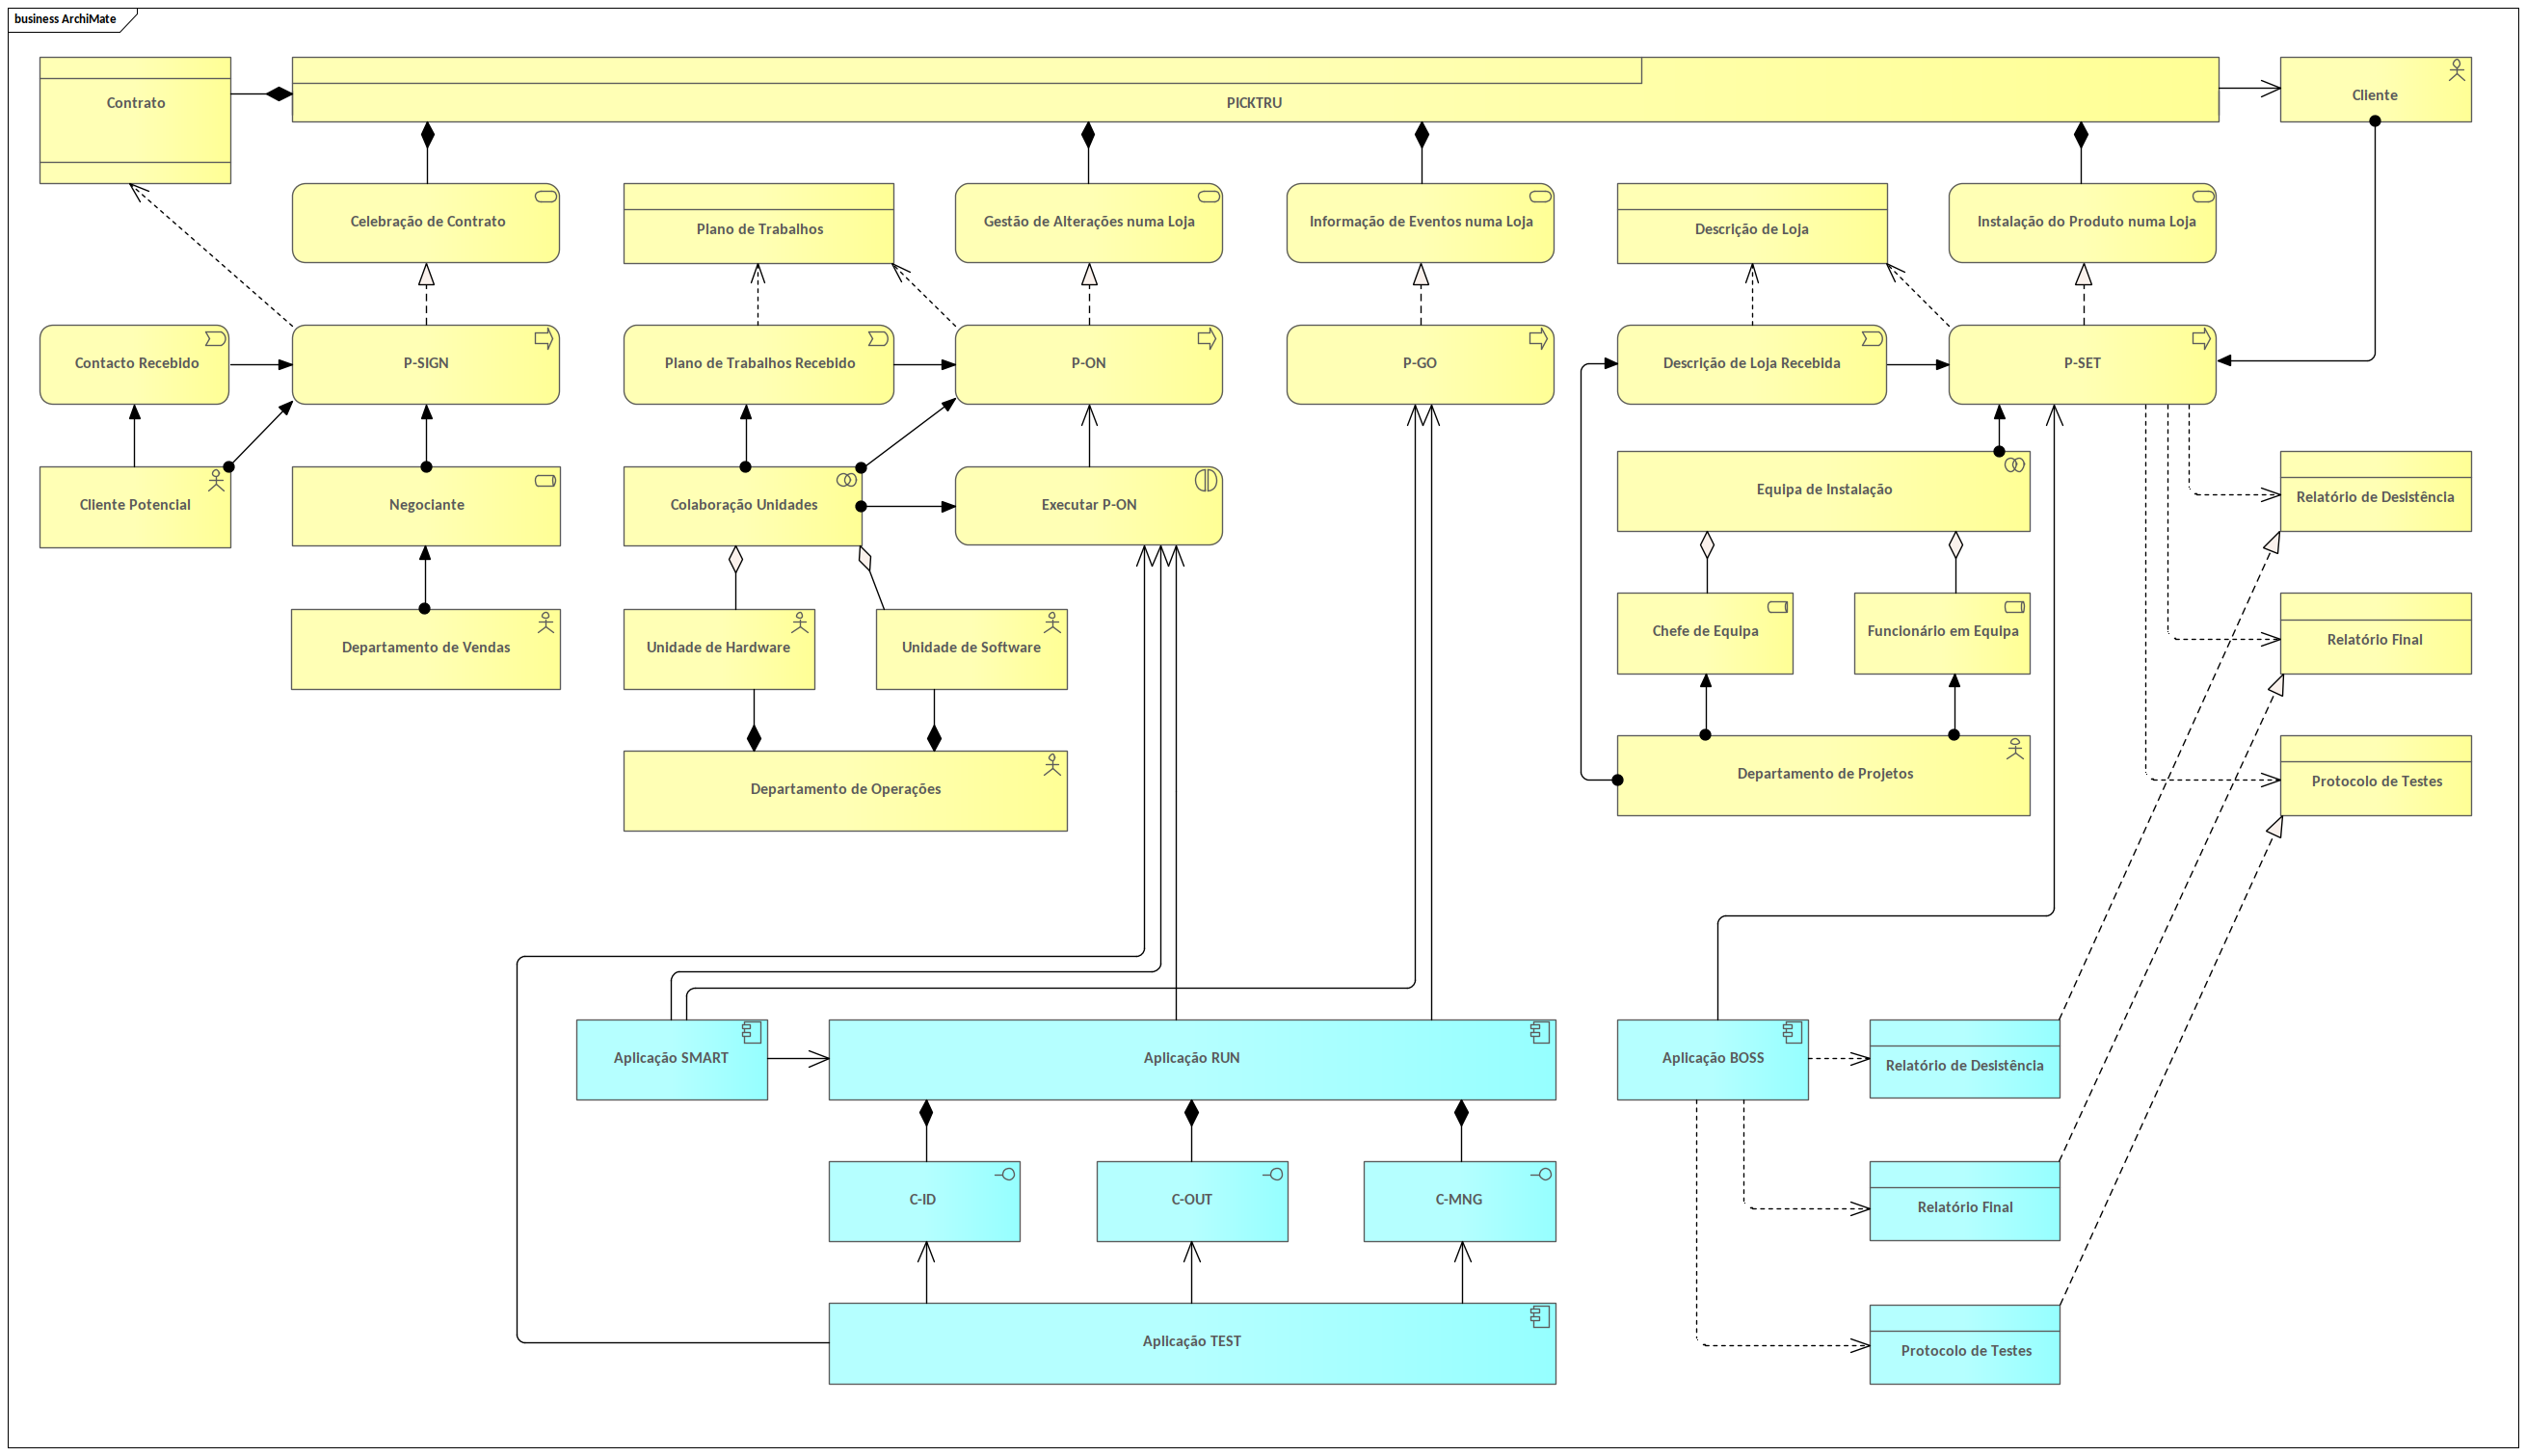 business ArchiMate
Contrato
PICKTRU
Cliente
Celebração de Contrato
Plano de Trabalhos
Gestão de Alterações numa Loja
Informação de Eventos numa Loja
Descrição de Loja
Instalação do Produto numa Loja
Contacto Recebido
P-SIGN
Plano de Trabalhos Recebido
P-ON
P-GO
Descrição de Loja Recebida
P-SET
Cliente Potencial
Negociante
Colaboração Unidades
Executar P-ON
Equipa de Instalação
Relatório de Desistência
Departamento de Vendas
Unidade de Hardware
Unidade de Software
Chefe de Equipa
Funcionário em Equipa
Relatório Final
Departamento de Operações
Departamento de Projetos
Protocolo de Testes
Aplicação SMART
Aplicação RUN
Aplicação BOSS
Relatório de Desistência
C-ID
C-OUT
C-MNG
Relatório Final
Aplicação TEST
Protocolo de Testes